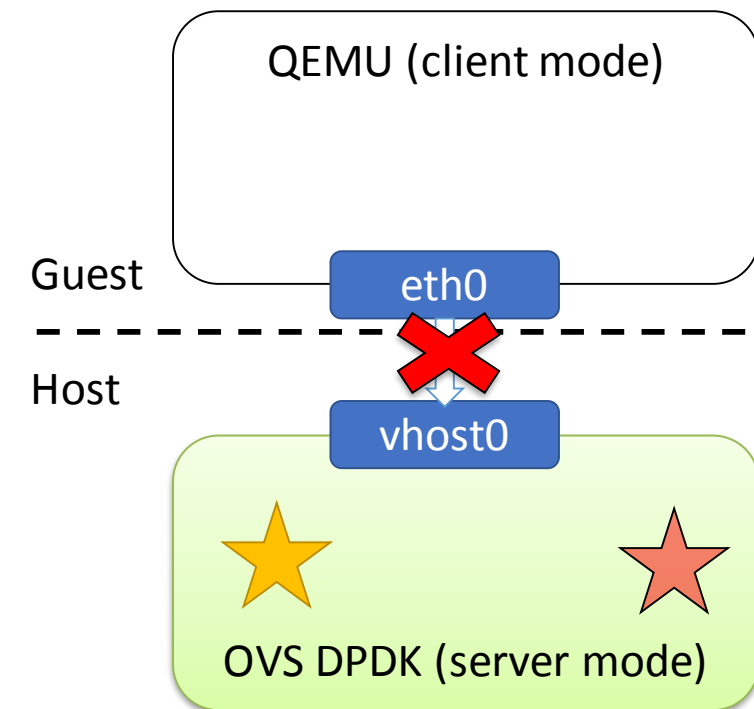 QEMU (client mode)
Guest
eth0
Host
vhost0
OVS DPDK (server mode)